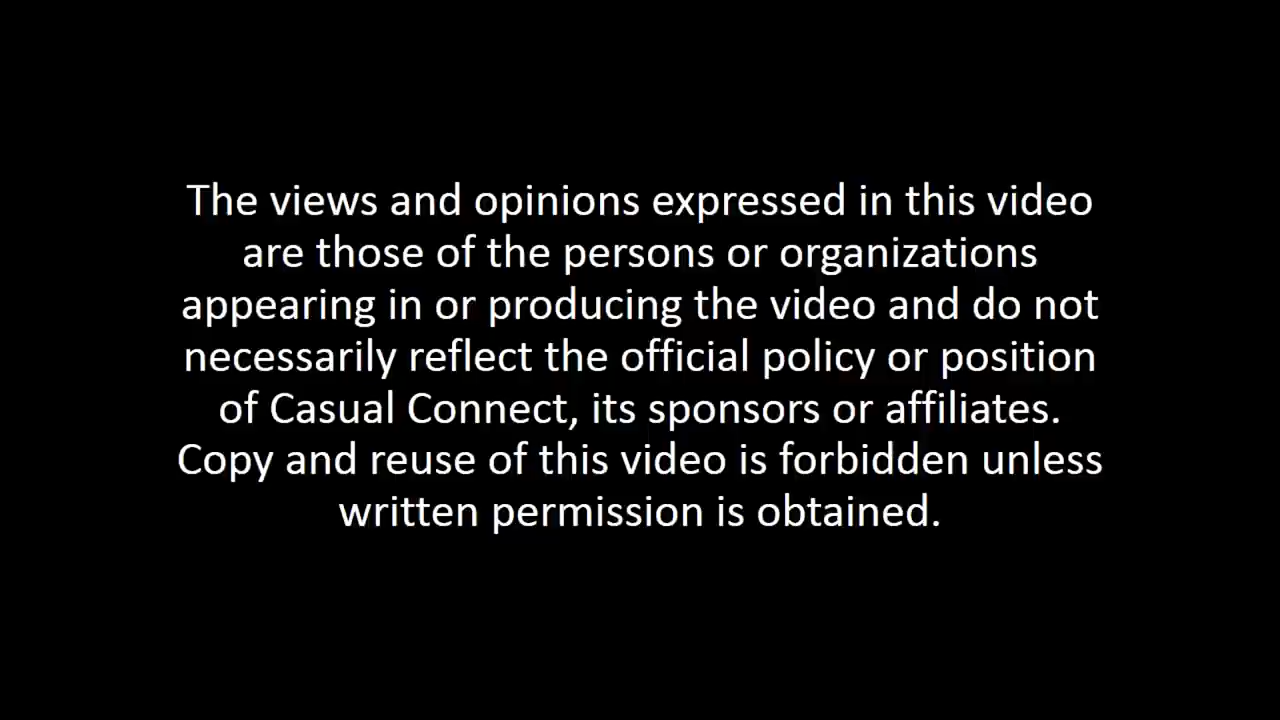 The views and opinions expressed in this video
are those of the persons or organizations
appearing in or producing the video and do not
necessarily reflect the official policy or position
of Casual Connect, its sponsors or affiliates.
Copy and reuse of this video is forbidden unless
written permission is obtained.